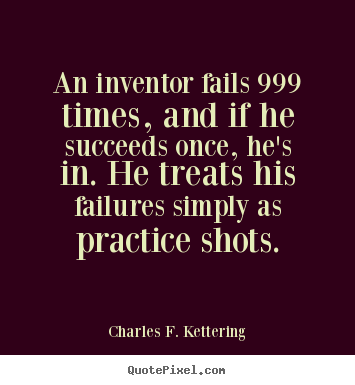 An inventor fails 999
times, and if he
succeeds once, he's
in. He treats his
failures simply as
practice shots.
Charles F. Kettering
QuotePixel.com